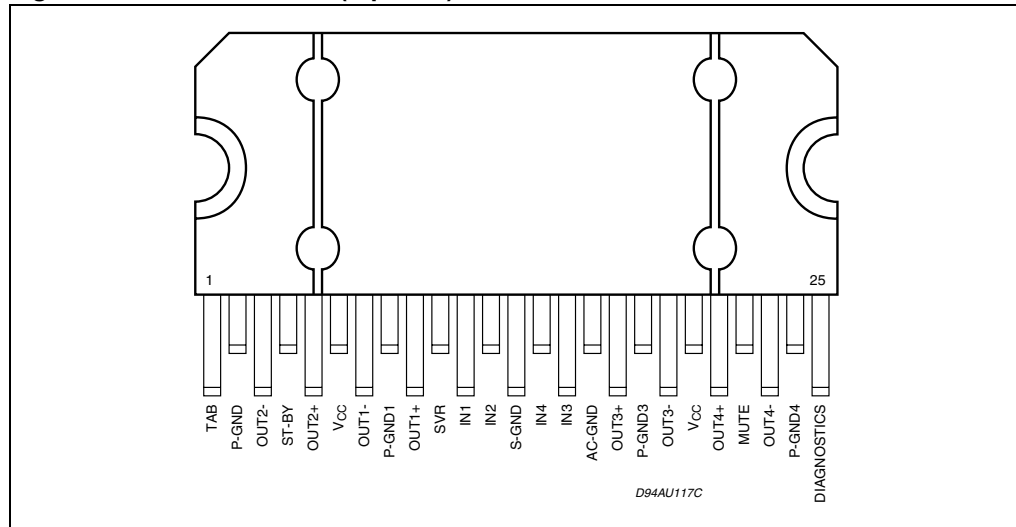 1
25
TAB
P-GND
OUT2-
ST-BY
OUT2+
VCC
OUT1-
P-GND1
OUT1+
SVR
IN1
IN2
S-GND
IN4
IN3
AC-GND
OUT3+
P-GND3
OUT3-
VCC
OUT4+
MUTE
OUT4-
P-GND4
DIAGNOSTICS
D94AU117C